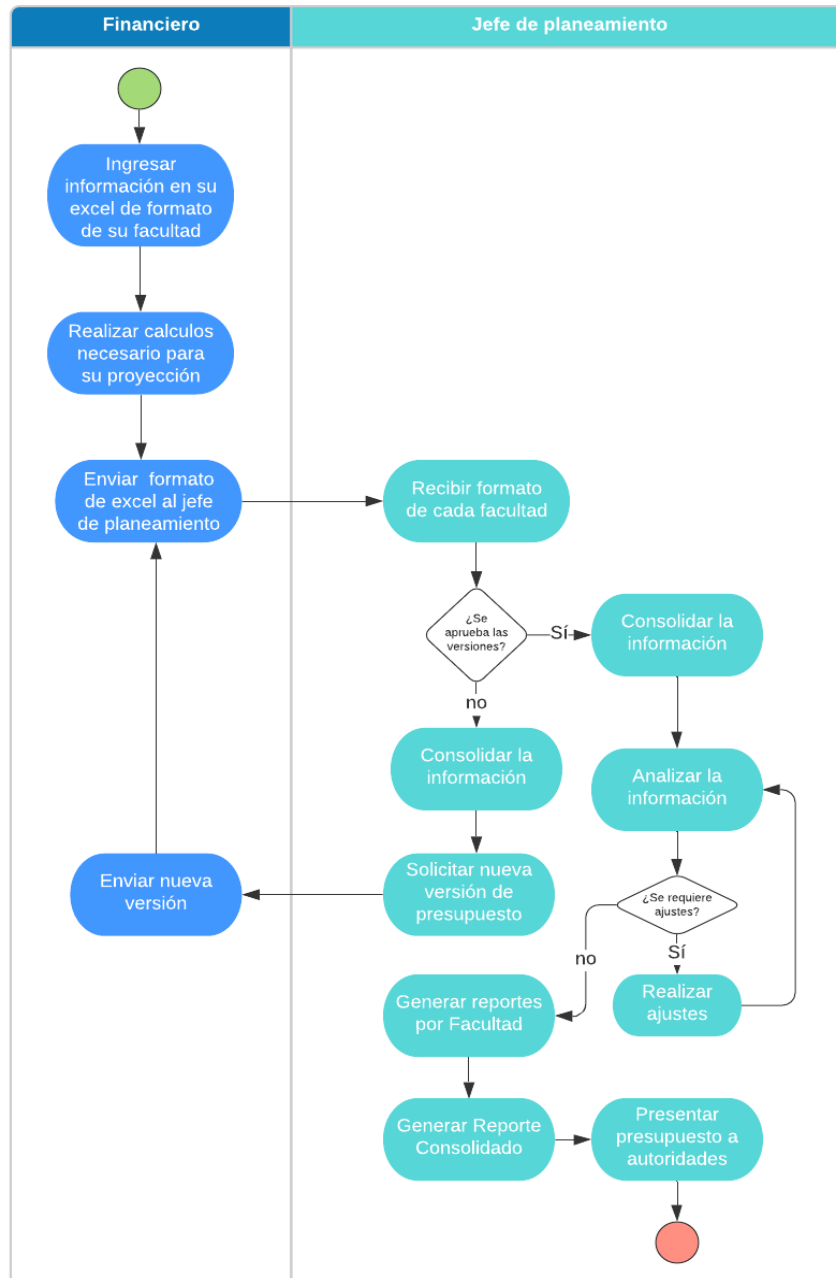 Financiero
Jefe de planeamiento
Ingresar
información en su
excel de formato
de su facultad
Realizar calculos
necesario para
su proyección
Enviar formato
de excel al jefe
de planeamiento
Recibir formato
de cada facultad
¿Se
aprueba las
versiones?
Sí
Consolidar la
información
no
Consolidar la
información
Analizar la
información
Solicitar nueva
versión de
presupuesto
Enviar nueva
versión
¿Se requiere
ajustes?
no
Sí
Realizar
ajustes
Generar reportes
por Facultad
Generar Reporte
Consolidado
Presentar
presupuesto a
autoridades